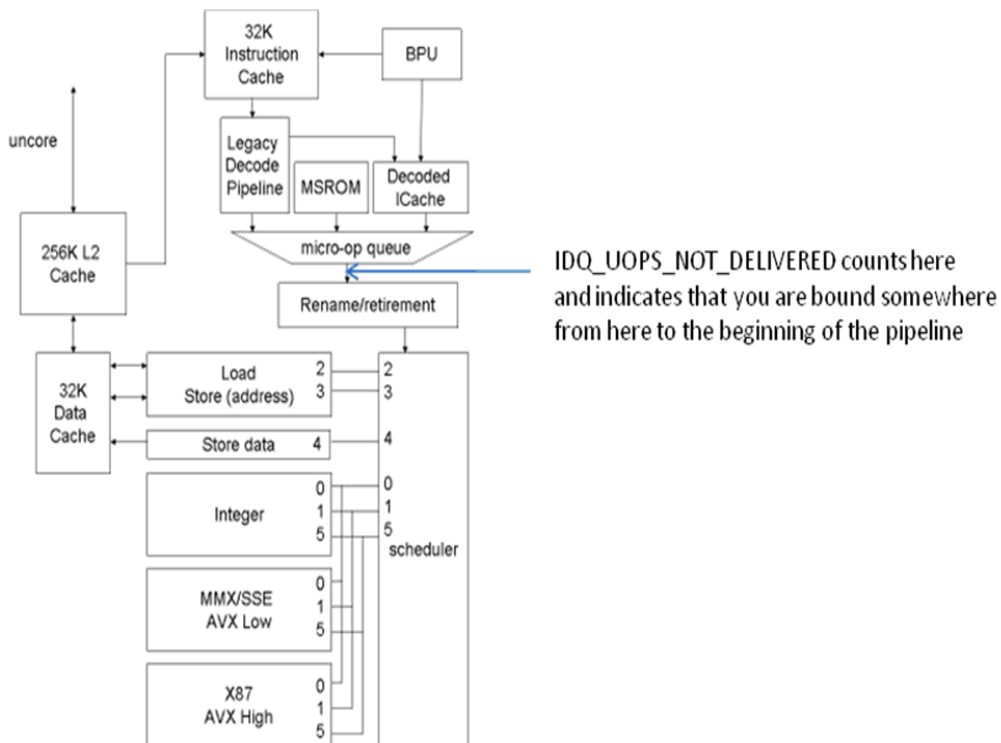 32K
Instruction
Cache
BPU
uncore
Legacy
Decode
Pipeline
MSROM
Decoded
ICache
256K L2
Cache
micro-op queue
IDQ_UOPS_NOT_DELIVERED counts here
and indicates that you are bound somewhere
from here to the beginning of the pipeline
Rename/retirement
32K
Data
Cache
Load
Store (address)
2
3
2
3
Store data
4
4
Integer
0
1
5
0
1
5
scheduler
MMX/SSE
AVX Low
0
1
5
X87
AVX High
0
1
5